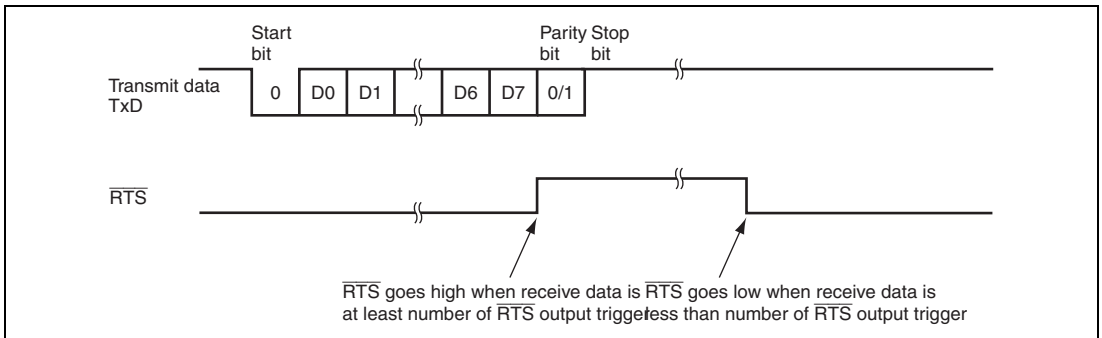 Start
bit
Parity Stop
bit bit
Transmit data
TxD
0 D0 D1 D6 D7 0/1
RTS
RTS goes high when receive data is RTS goes low when receive data is
at least number of RTS output triggerless than number of RTS output trigger